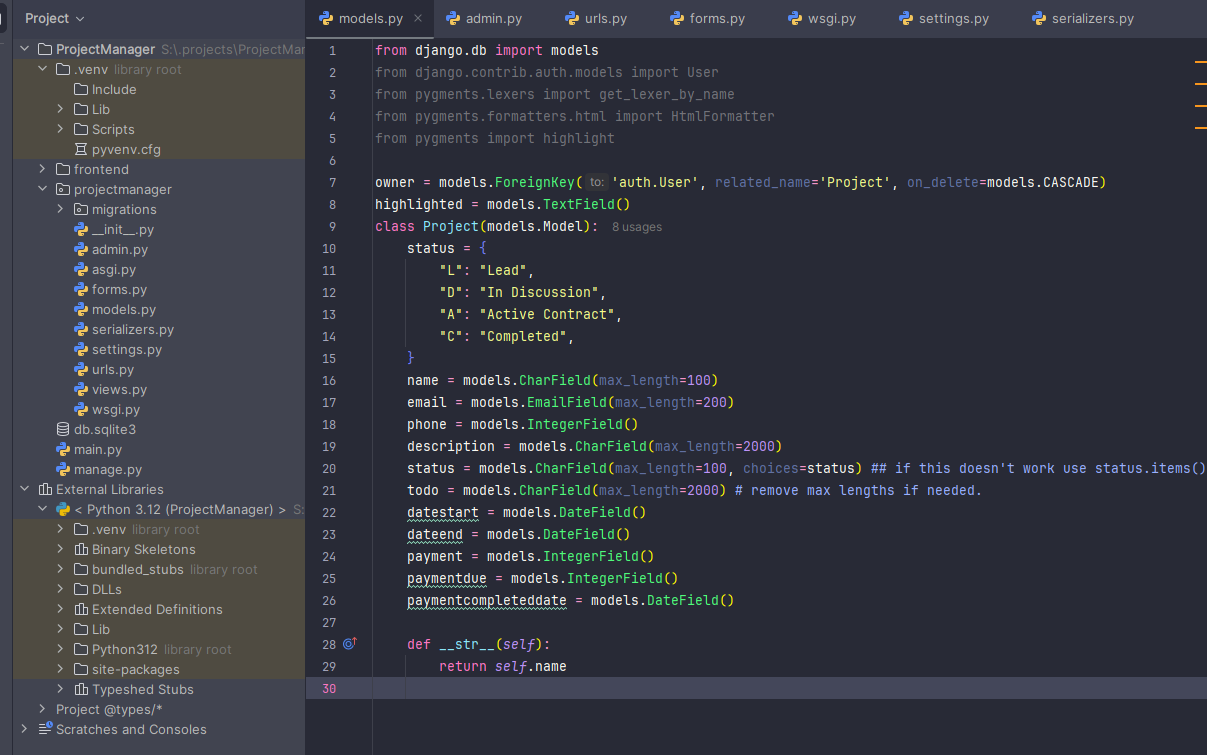 Project
ProjectManager S:\.projects\ProjectMar
.venv library root
Include
Lib
Scripts
pyvenv.cfg
frontend
projectmanager
migrations
__init__.py
admin.py
asgi.py
forms.py
models.py
serializers.py
settings.py
urls.py
views.py
wsgi.py
db.sqlite3
main.py
manage.py
External Libraries
< Python 3.12 (ProjectManager) > S:
.venv library root
Binary Skeletons
bundled_stubs library root
DLLs
Extended Definitions
Lib
Python312 library root
site-packages
Typeshed Stubs
Project @types/*
Scratches and Consoles
models.py admin.py urls.py forms.py wsgi.py settings.py serializers.py
1 from django.db import models
2 from django.contrib.auth.models import User
3 from pygments.lexers import get_lexer_by_name
4 from pygments.formatters.html import HtmlFormatter
5 from pygments import highlight
6
7 owner = models.ForeignKey( to: 'auth.User', related_name='Project', on_delete=models.CASCADE)
8 highlighted = models.TextField()
9 class Project(models.Model): 8 usages
10 status = {
11 "L": "Lead",
12 "D": "In Discussion",
13 "A": "Active Contract",
14 "C": "Completed",
15 }
16 name = models.CharField(max_length=100)
17 email = models.EmailField(max_length=200)
18 phone = models.IntegerField()
19 description = models.CharField(max_length=2000)
20 status = models.CharField(max_length=100, choices=status) ## if this doesn't work use status.items()
21 todo = models.CharField(max_length=2000) # remove max lengths if needed.
22 datestart = models.DateField()
23 dateend = models.DateField()
24 payment = models.IntegerField()
25 paymentdue = models.IntegerField()
26 paymentcompleteddate = models.DateField()
27
28 def __str__(self):
29 return self.name
30